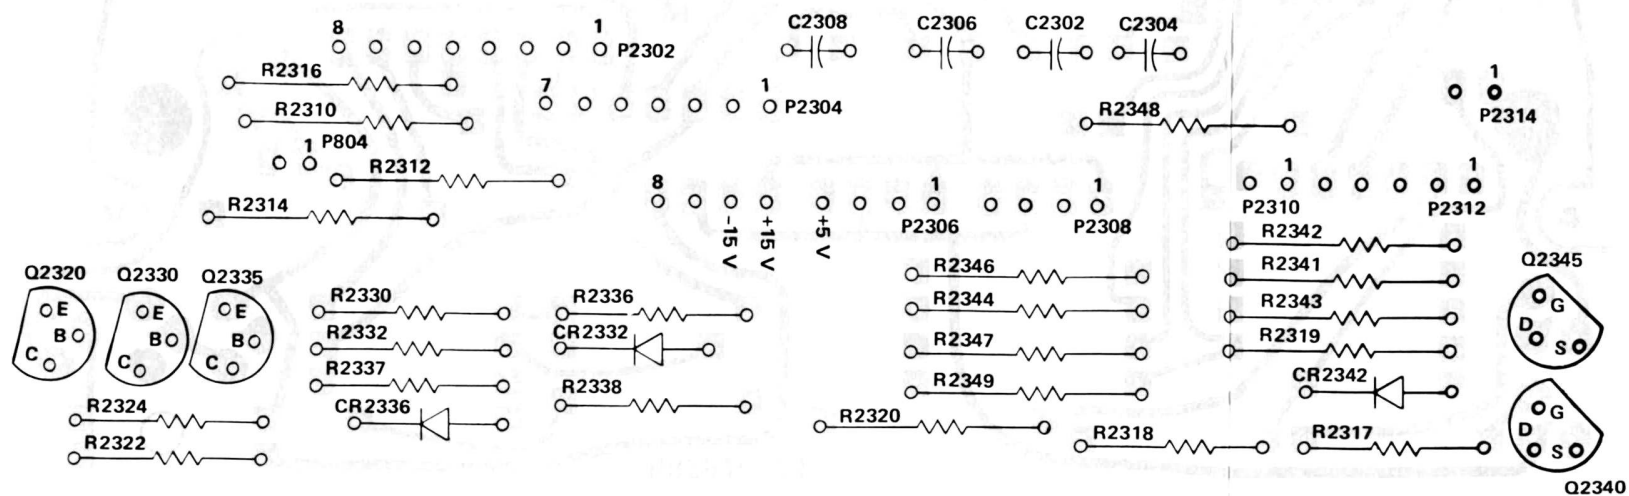 8 1 P2302
C2308 C2306 C2302 C2304
R2316
7 1 P2304
1
P2314
R2310
R2348
1 P804
R2312
8 1 1
1 1
R2314
-15 V +15 V +5 V
P2306 P2308
P2310 P2312
R2342
Q2320 Q2330 Q2335
R2346
R2341
Q2345
E E E
B B B
C C C
R2330
R2336
R2344
R2343
G
D
S
R2332
CR2332
R2347
R2319
R2337
R2338
R2349
CR2342
R2324
CR2336
R2320
R2318
R2317
G
D
S
R2322
Q2340